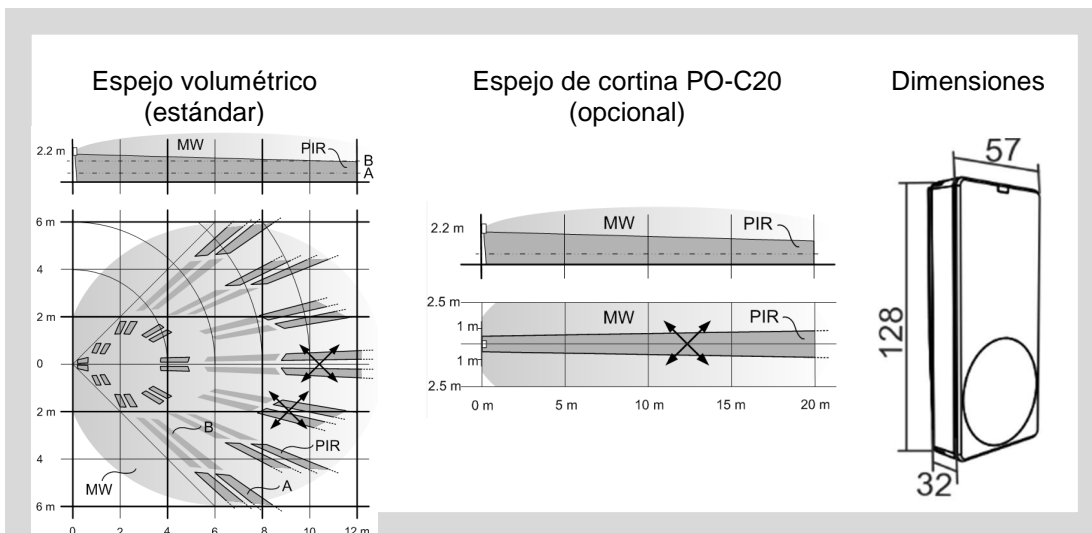 Espejo volumétrico
(estándar)
2.2 m
MW
PIR
B
A
6 m
4
2 m
0
2 m
4
6 m
B
PIR
A
MW
0 2 4 6 8 10 12 m
Espejo de cortina PO-C20
(opcional)
2.2 m
MW
PIR
2.5 m
1 m
MW
PIR
1 m
2.5 m
0 m 5 m 10 m 15 m 20 m
Dimensiones
57
128
32